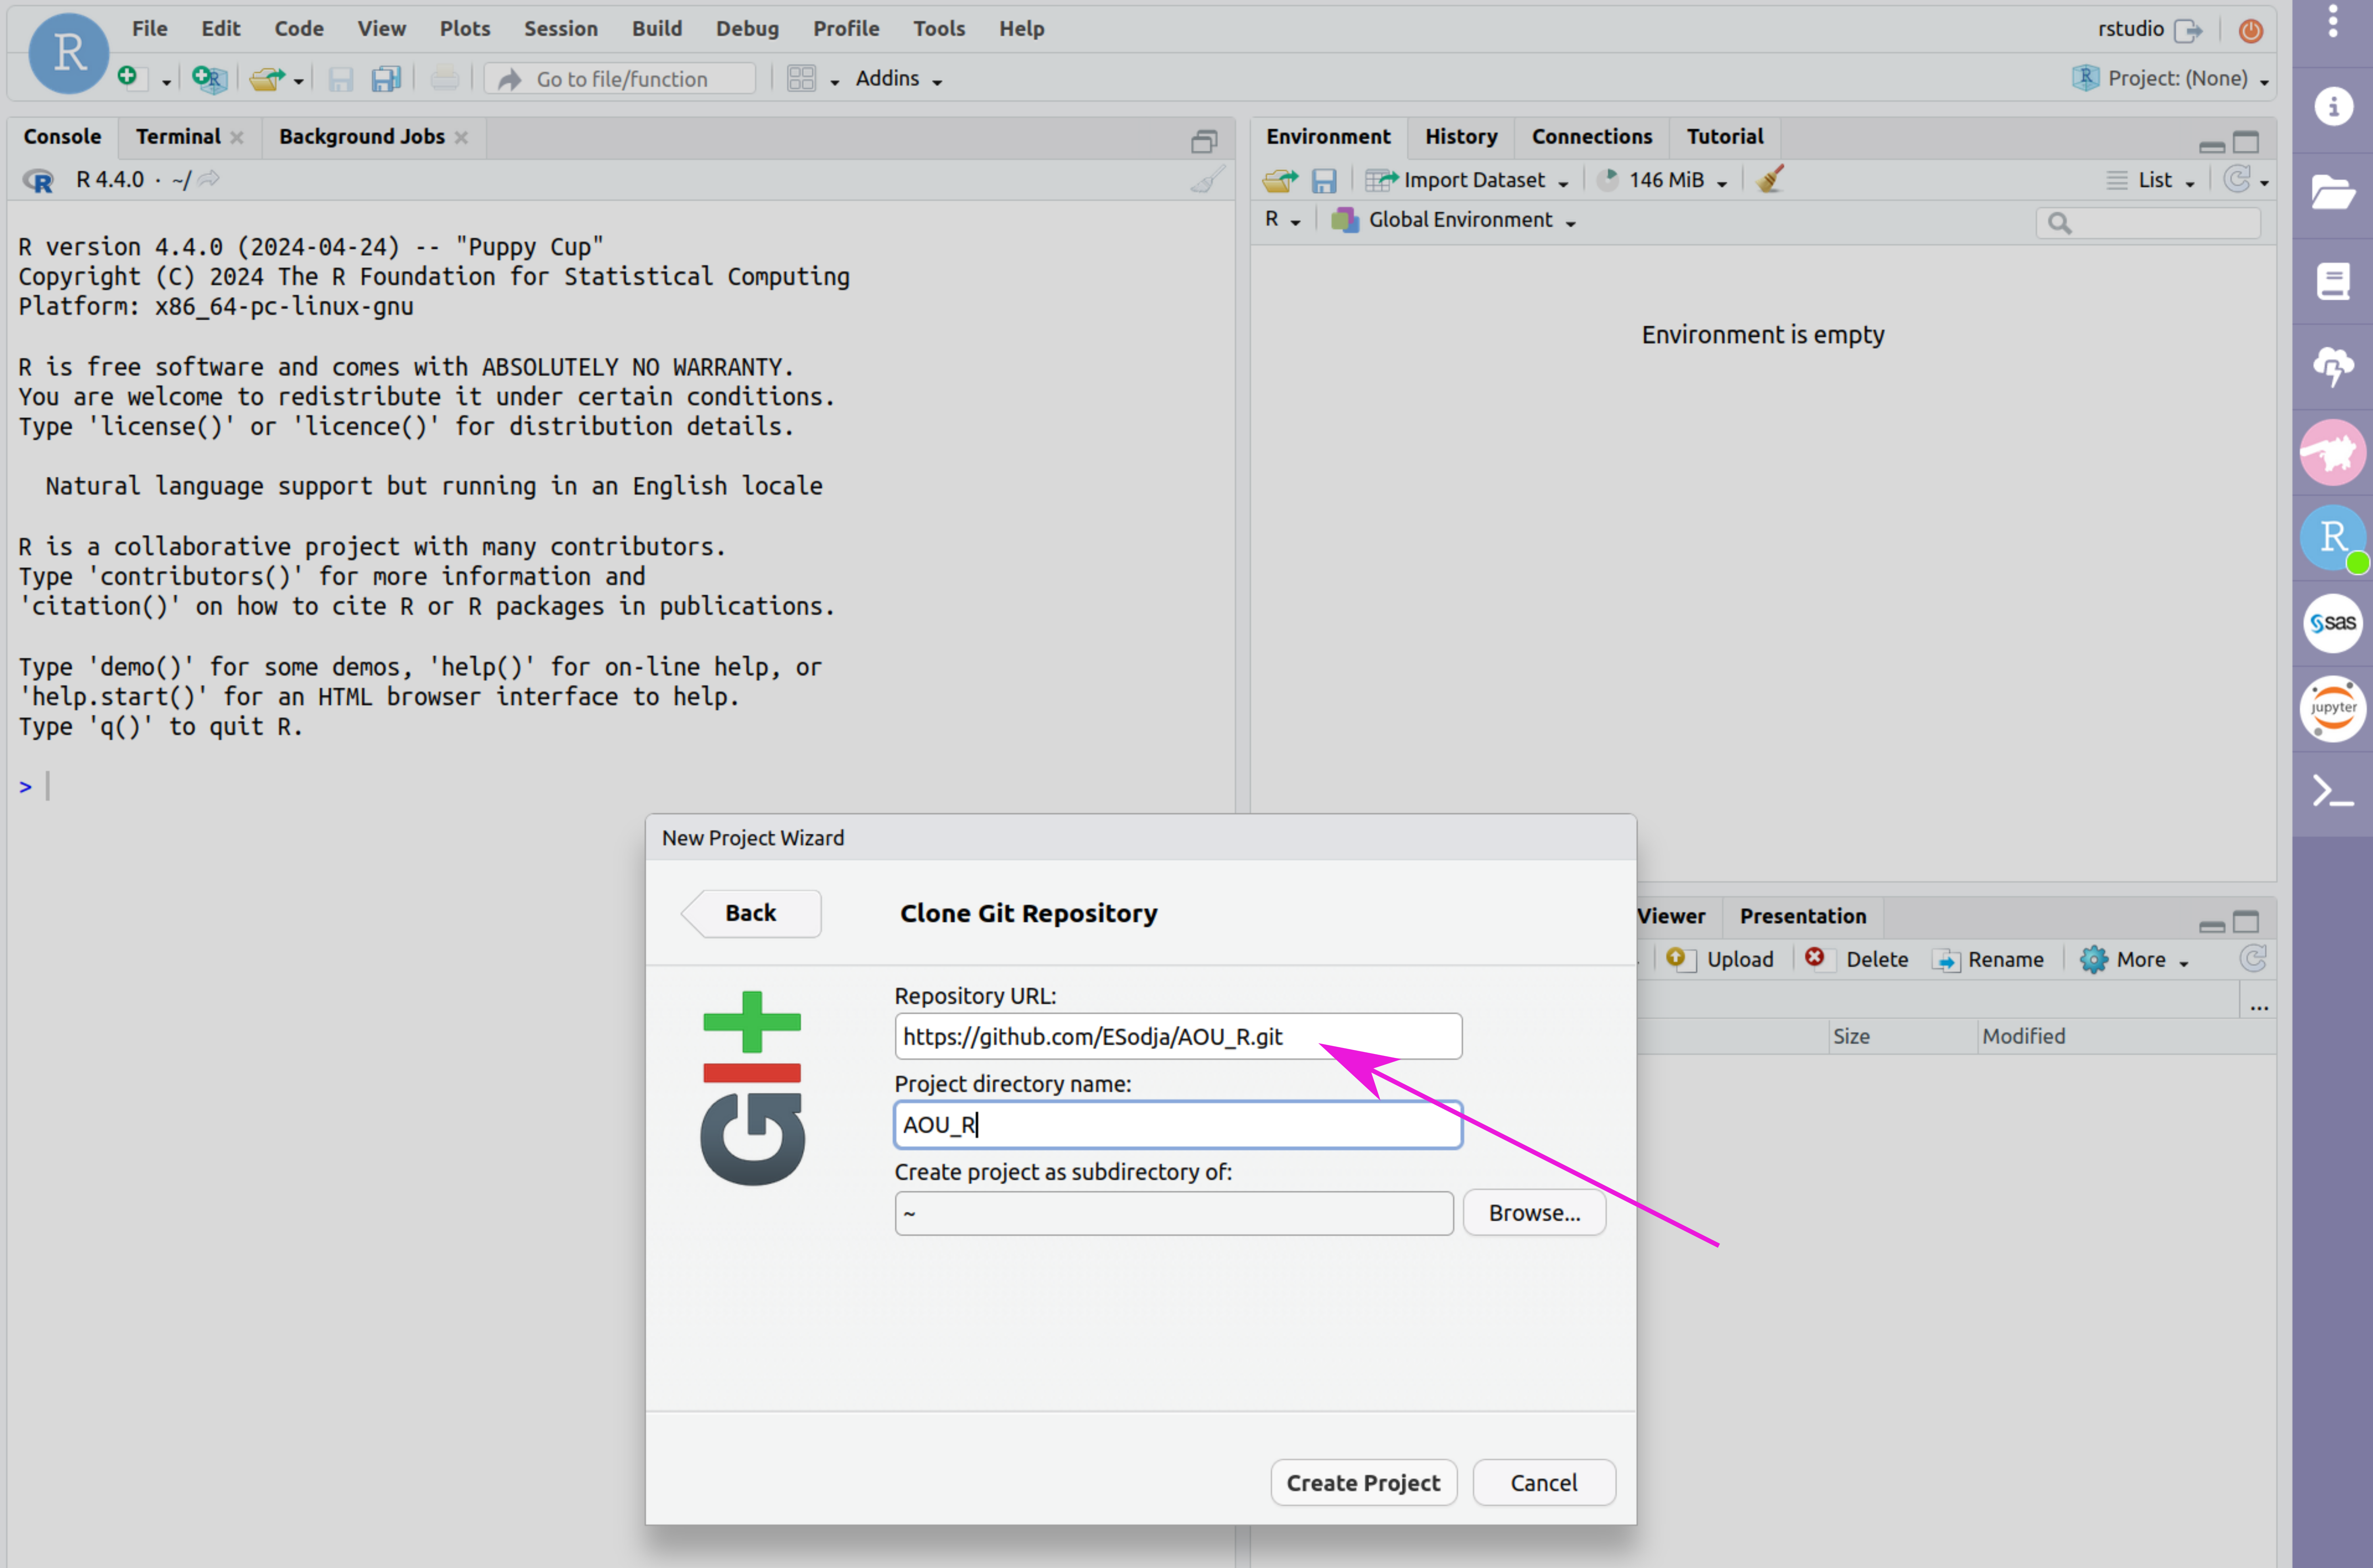 R
File Edit Code View Plots Session Build Debug Profile Tools Help
rstudio
R
Go to file/function
Addins
R Project: (None)
Console Terminal Background Jobs
R R 4.4.0 · ~/
R version 4.4.0 (2024-04-24) -- "Puppy Cup"
Copyright (C) 2024 The R Foundation for Statistical Computing
Platform: x86_64-pc-linux-gnu
R is free software and comes with ABSOLUTELY NO WARRANTY.
You are welcome to redistribute it under certain conditions.
Type 'license()' or 'licence()' for distribution details.
Natural language support but running in an English locale
R is a collaborative project with many contributors.
Type 'contributors()' for more information and
'citation()' on how to cite R or R packages in publications.
Type 'demo()' for some demos, 'help()' for on-line help, or
'help.start()' for an HTML browser interface to help.
Type 'q()' to quit R.
>
Environment History Connections Tutorial
Import Dataset 146 MiB List
R Global Environment
Environment is empty
Viewer Presentation
Upload Delete Rename More
...
Size Modified
New Project Wizard
Back Clone Git Repository
Git
Repository URL:
https://github.com/ESodja/AOU_R.git
Project directory name:
AOU_R
Create project as subdirectory of:
~ Browse...
Create Project Cancel
i
R
sas
jupyter
>_